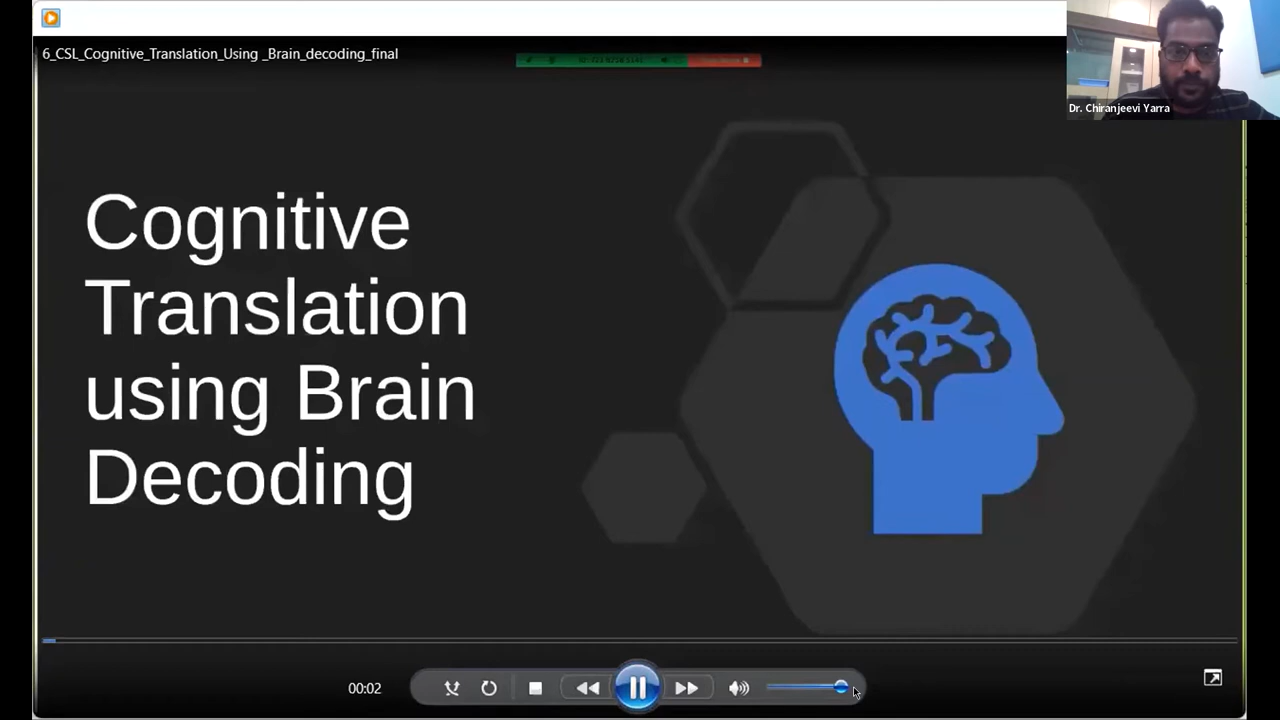 6_CSL_Cognitive_Translation_Using _Brain_decoding_final
Dr. Chiranjeevi Yarra
Cognitive
Translation
using Brain
Decoding
00:02